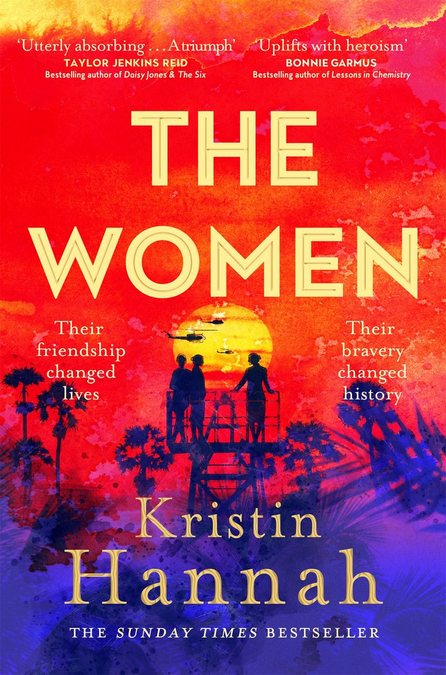 ‘Utterly absorbing ... A triumph’
TAYLOR JENKINS REID
Bestselling author of Daisy Jones & The Six
‘Uplifts with heroism’
BONNIE GARMUS
Bestselling author of Lessons in Chemistry
THE
WOMEN
Their
friendship
changed
lives
Their
bravery
changed
history
Kristin
Hannah
THE SUNDAY TIMES BESTSELLER